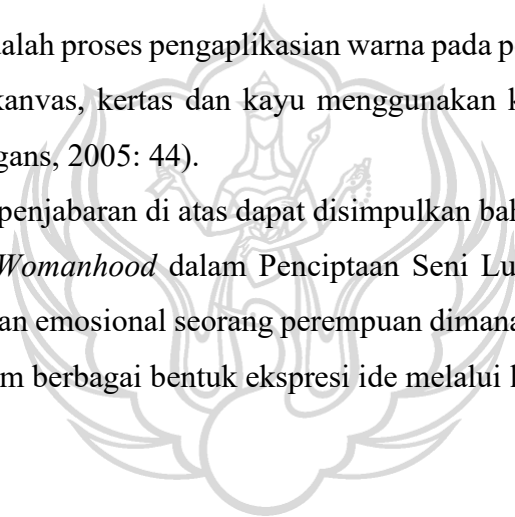 alah proses pengaplikasian warna pada p
kanvas, kertas dan kayu menggunakan k
gans, 2005: 44).
penjabaran di atas dapat disimpulkan bah
Womanhood dalam Penciptaan Seni Lu
an emosional seorang perempuan dimana
m berbagai bentuk ekspresi ide melalui